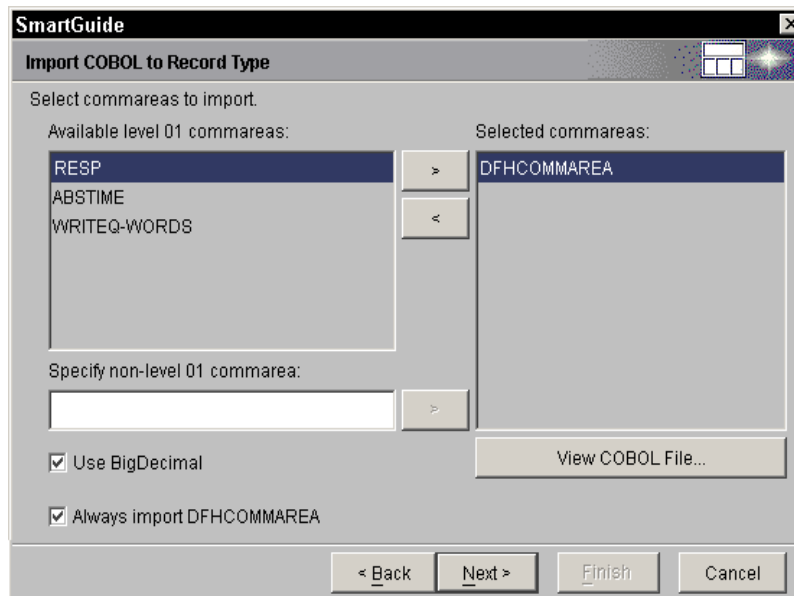 SmartGuide
Import COBOL to Record Type
Select commareas to import.
Available level 01 commareas:
RESP
ABSTIME
WRITEQ-WORDS
>
<
Selected commareas:
DFHCOMMAREA
Specify non-level 01 commarea:
>
View COBOL File...
Use BigDecimal
Always import DFHCOMMAREA
< Back
Next >
Finish
Cancel